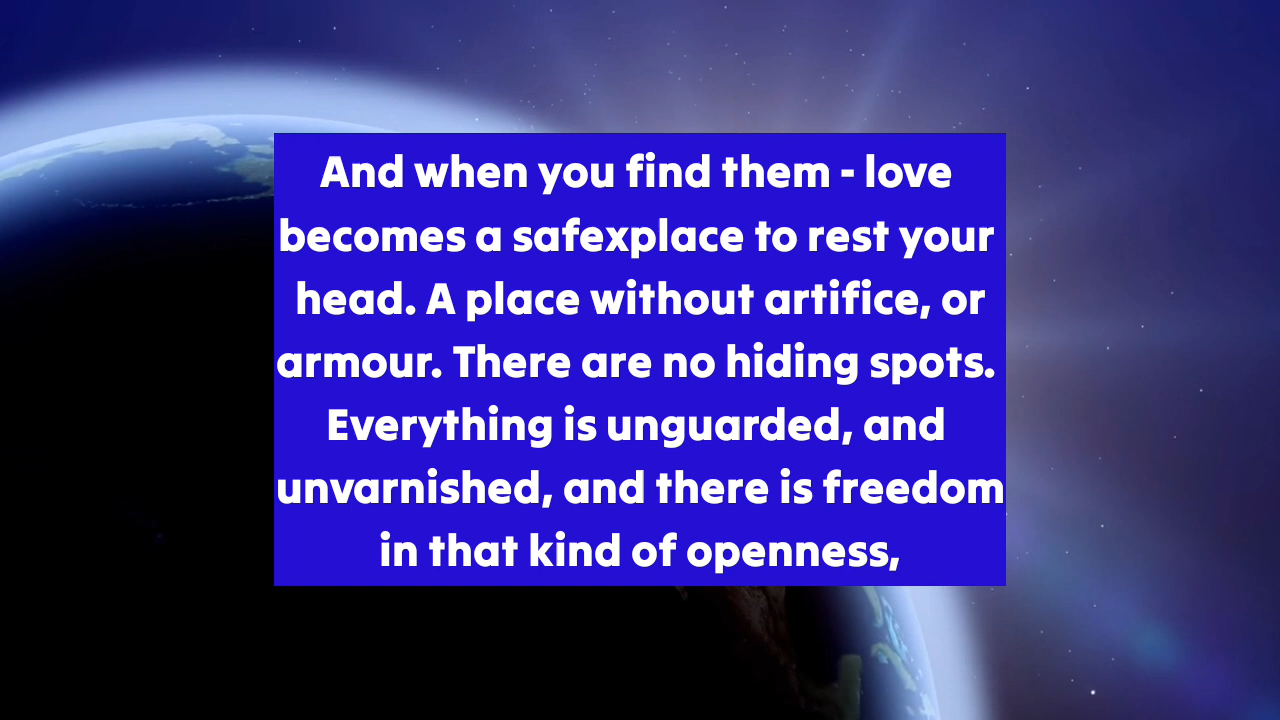 And when you find them - love
becomes a safexplace to rest your
head. A place without artifice, or
armour. There are no hiding spots.
Everything is unguarded, and
unvarnished, and there is freedom
in that kind of openness,